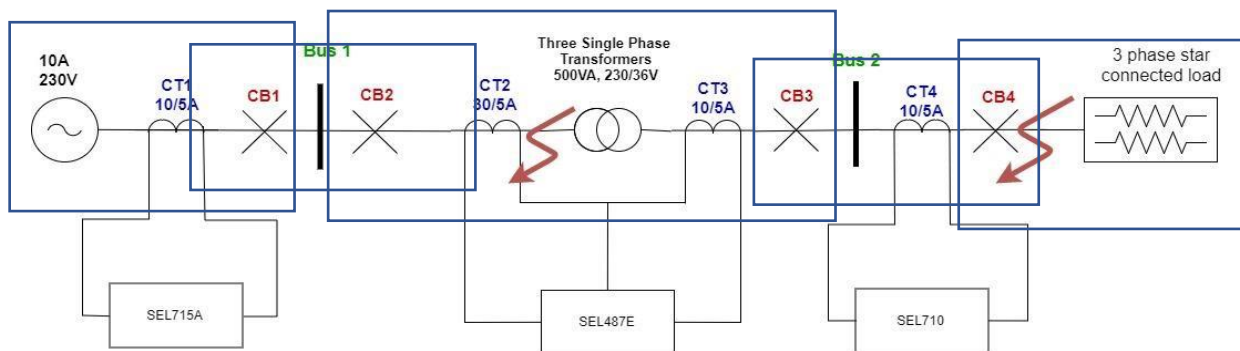 10A
230V
CT1
10/5A
CB1
Bus 1
CB2
CT2
30/5A
Three Single Phase
Transformers
500VA, 230/36V
CT3
10/5A
CB3
Bus 2
CT4
10/5A
CB4
3 phase star
connected load
SEL715A
SEL487E
SEL710